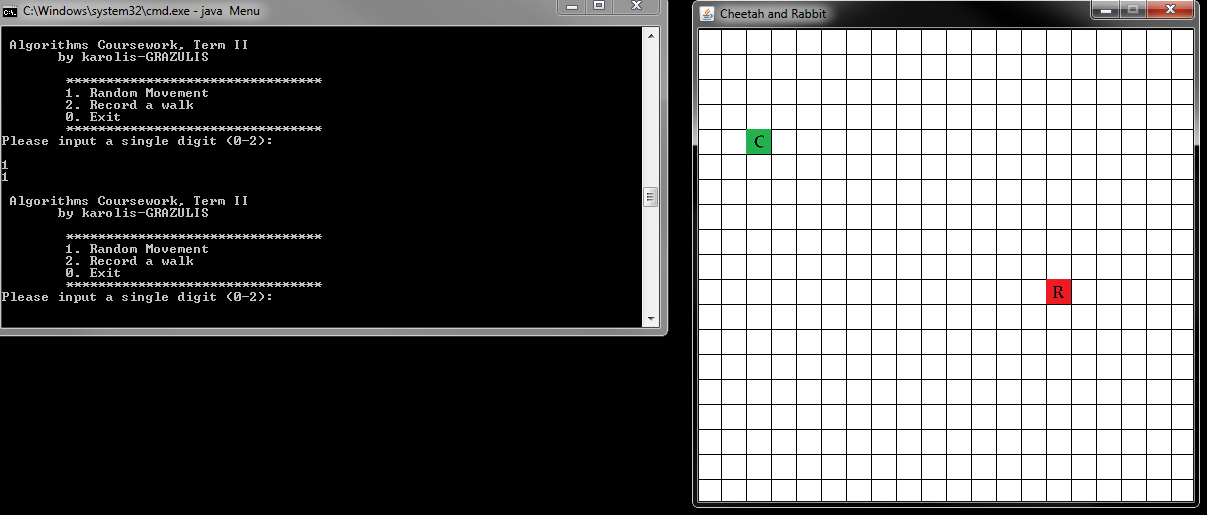 C:\Windows\system32\cmd.exe - java  Menu
Algorithms Coursework, Term II
by karolis-GRAZULIS
********************************
1. Random Movement
2. Record a walk
0. Exit
********************************
Please input a single digit (0-2):
1
1
Algorithms Coursework, Term II
by karolis-GRAZULIS
********************************
1. Random Movement
2. Record a walk
0. Exit
********************************
Please input a single digit (0-2):
Cheetah and Rabbit
C
R